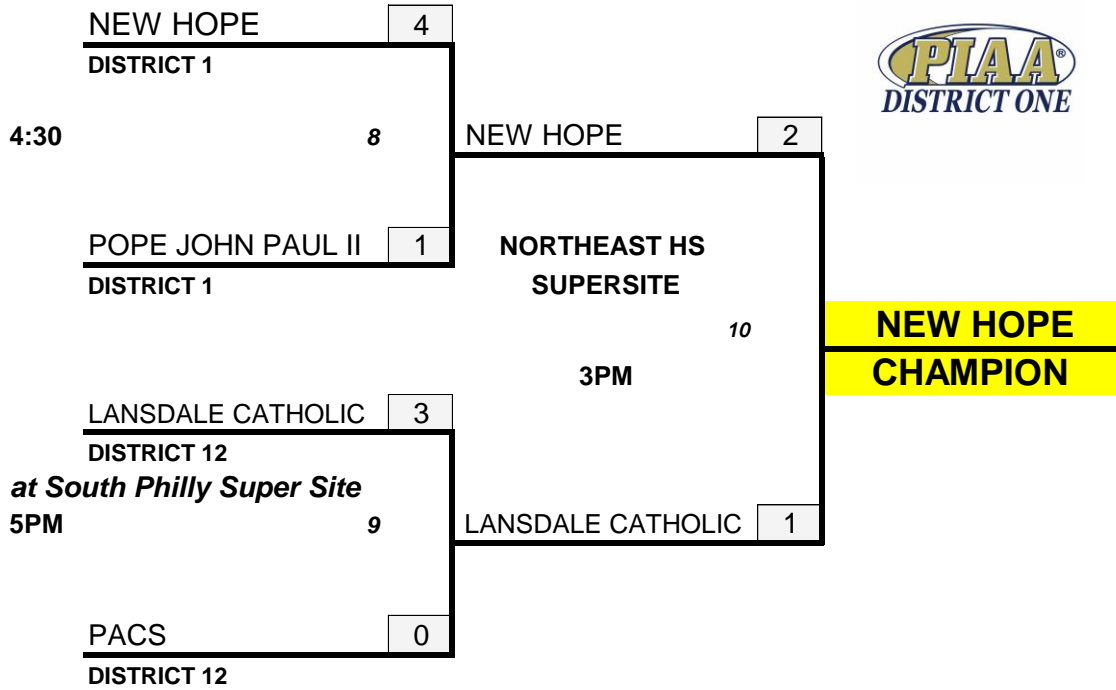 NEW HOPE 4
DISTRICT 1
PIAA®
DISTRICT ONE
4:30 8 NEW HOPE 2
POPE JOHN PAUL II 1 NORTHEAST HS
DISTRICT 1 SUPERSITE
10 NEW HOPE
3PM CHAMPION
LANSDALE CATHOLIC 3
DISTRICT 12
at South Philly Super Site
5PM 9 LANSDALE CATHOLIC 1
PACS 0
DISTRICT 12